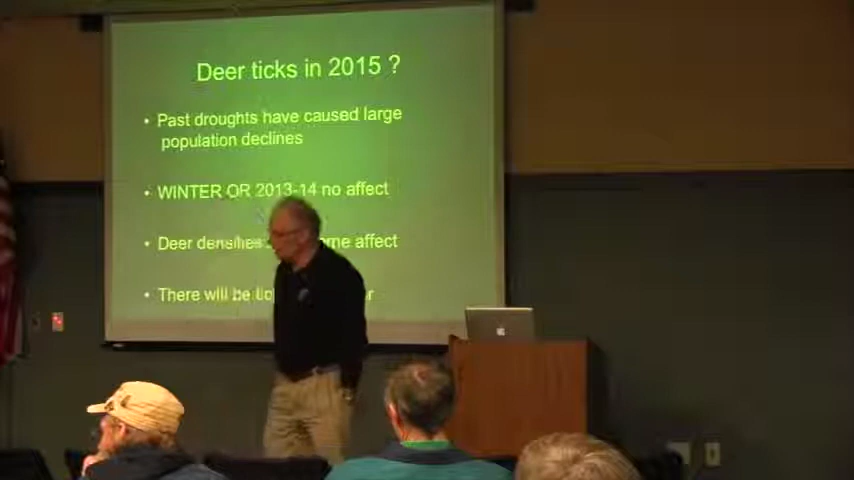 Deer ticks in 2015 ?
• Past droughts have caused large
population declines
• WINTER OR 2013-14 no affect
• Deer densities affect
• There will be